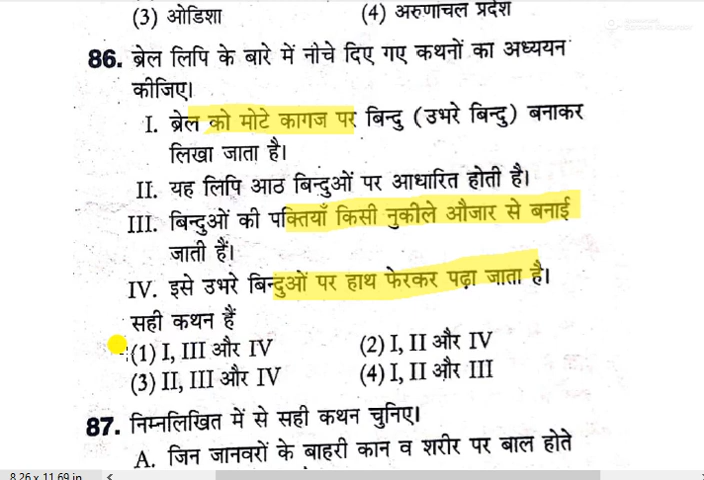 (3) ओडिशा (4) अरुणाचल प्रदेश
86. ब्रेल लिपि के बारे में नीचे दिए गए कथनों का अध्ययन
कीजिए।
I. ब्रेल को मोटे कागज पर बिन्दु (उभरे बिन्दु) बनाकर
लिखा जाता है।
II. यह लिपि आठ बिन्दुओं पर आधारित होती है।
III. बिन्दुओं की पक्तियाँ किसी नुकीले औजार से बनाई
जाती हैं।
IV. इसे उभरे बिन्दुओं पर हाथ फेरकर पढ़ा जाता है।
सही कथन हैं
(1) I, III और IV (2) I, II और IV
(3) II, III और IV (4) I, II और III
87. निम्नलिखित में से सही कथन चुनिए।
A. जिन जानवरों के बाहरी कान व शरीर पर बाल होते
8.26 x 11.69 in